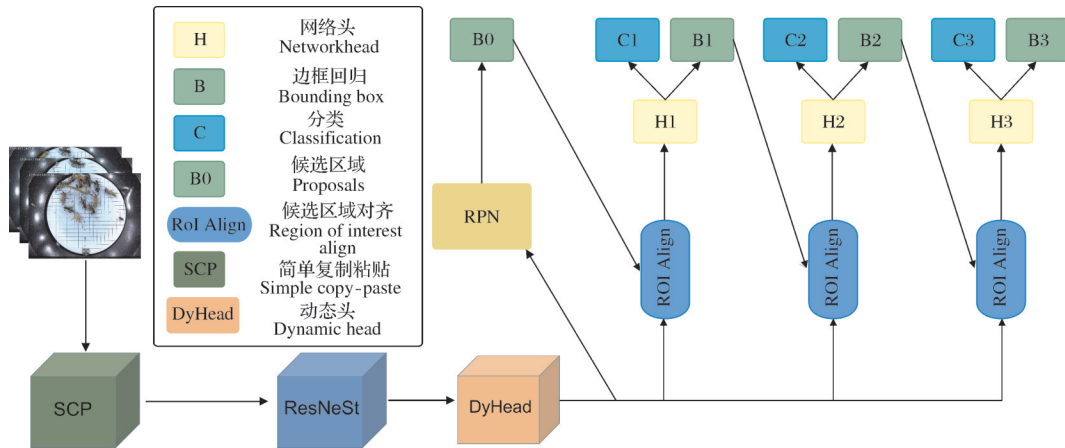 H
网络头
Networkhead
B
边框回归
Bounding box
C
分类
Classification
B0
候选区域
Proposals
RoI Align
候选区域对齐
Region of interest
align
SCP
简单复制粘贴
Simple copy-paste
DyHead
动态头
Dynamic head
SCP
ResNeSt
DyHead
RPN
B0
C1
B1
C2
B2
C3
B3
H1
H2
H3
ROI Align
ROI Align
ROI Align